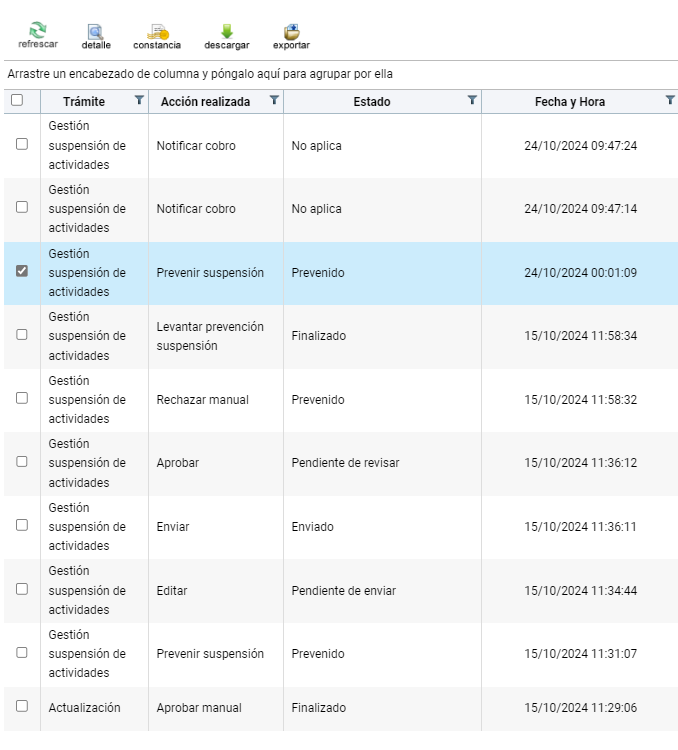 refrescar detalle constancia descargar exportar
Arrastre un encabezado de columna y póngalo aquí para agrupar por ella
Trámite Acción realizada Estado Fecha y Hora
Gestión
suspensión de
actividades
Notificar cobro No aplica 24/10/2024 09:47:24
Gestión
suspensión de
actividades
Notificar cobro No aplica 24/10/2024 09:47:14
Gestión
suspensión de
actividades
Prevenir suspensión Prevenido 24/10/2024 00:01:09
Gestión
suspensión de
actividades
Levantar prevención
suspensión
Finalizado 15/10/2024 11:58:34
Gestión
suspensión de
actividades
Rechazar manual Prevenido 15/10/2024 11:58:32
Gestión
suspensión de
actividades
Aprobar Pendiente de revisar 15/10/2024 11:36:12
Gestión
suspensión de
actividades
Enviar Enviado 15/10/2024 11:36:11
Gestión
suspensión de
actividades
Editar Pendiente de enviar 15/10/2024 11:34:44
Gestión
suspensión de
actividades
Prevenir suspensión Prevenido 15/10/2024 11:31:07
Actualización Aprobar manual Finalizado 15/10/2024 11:29:06